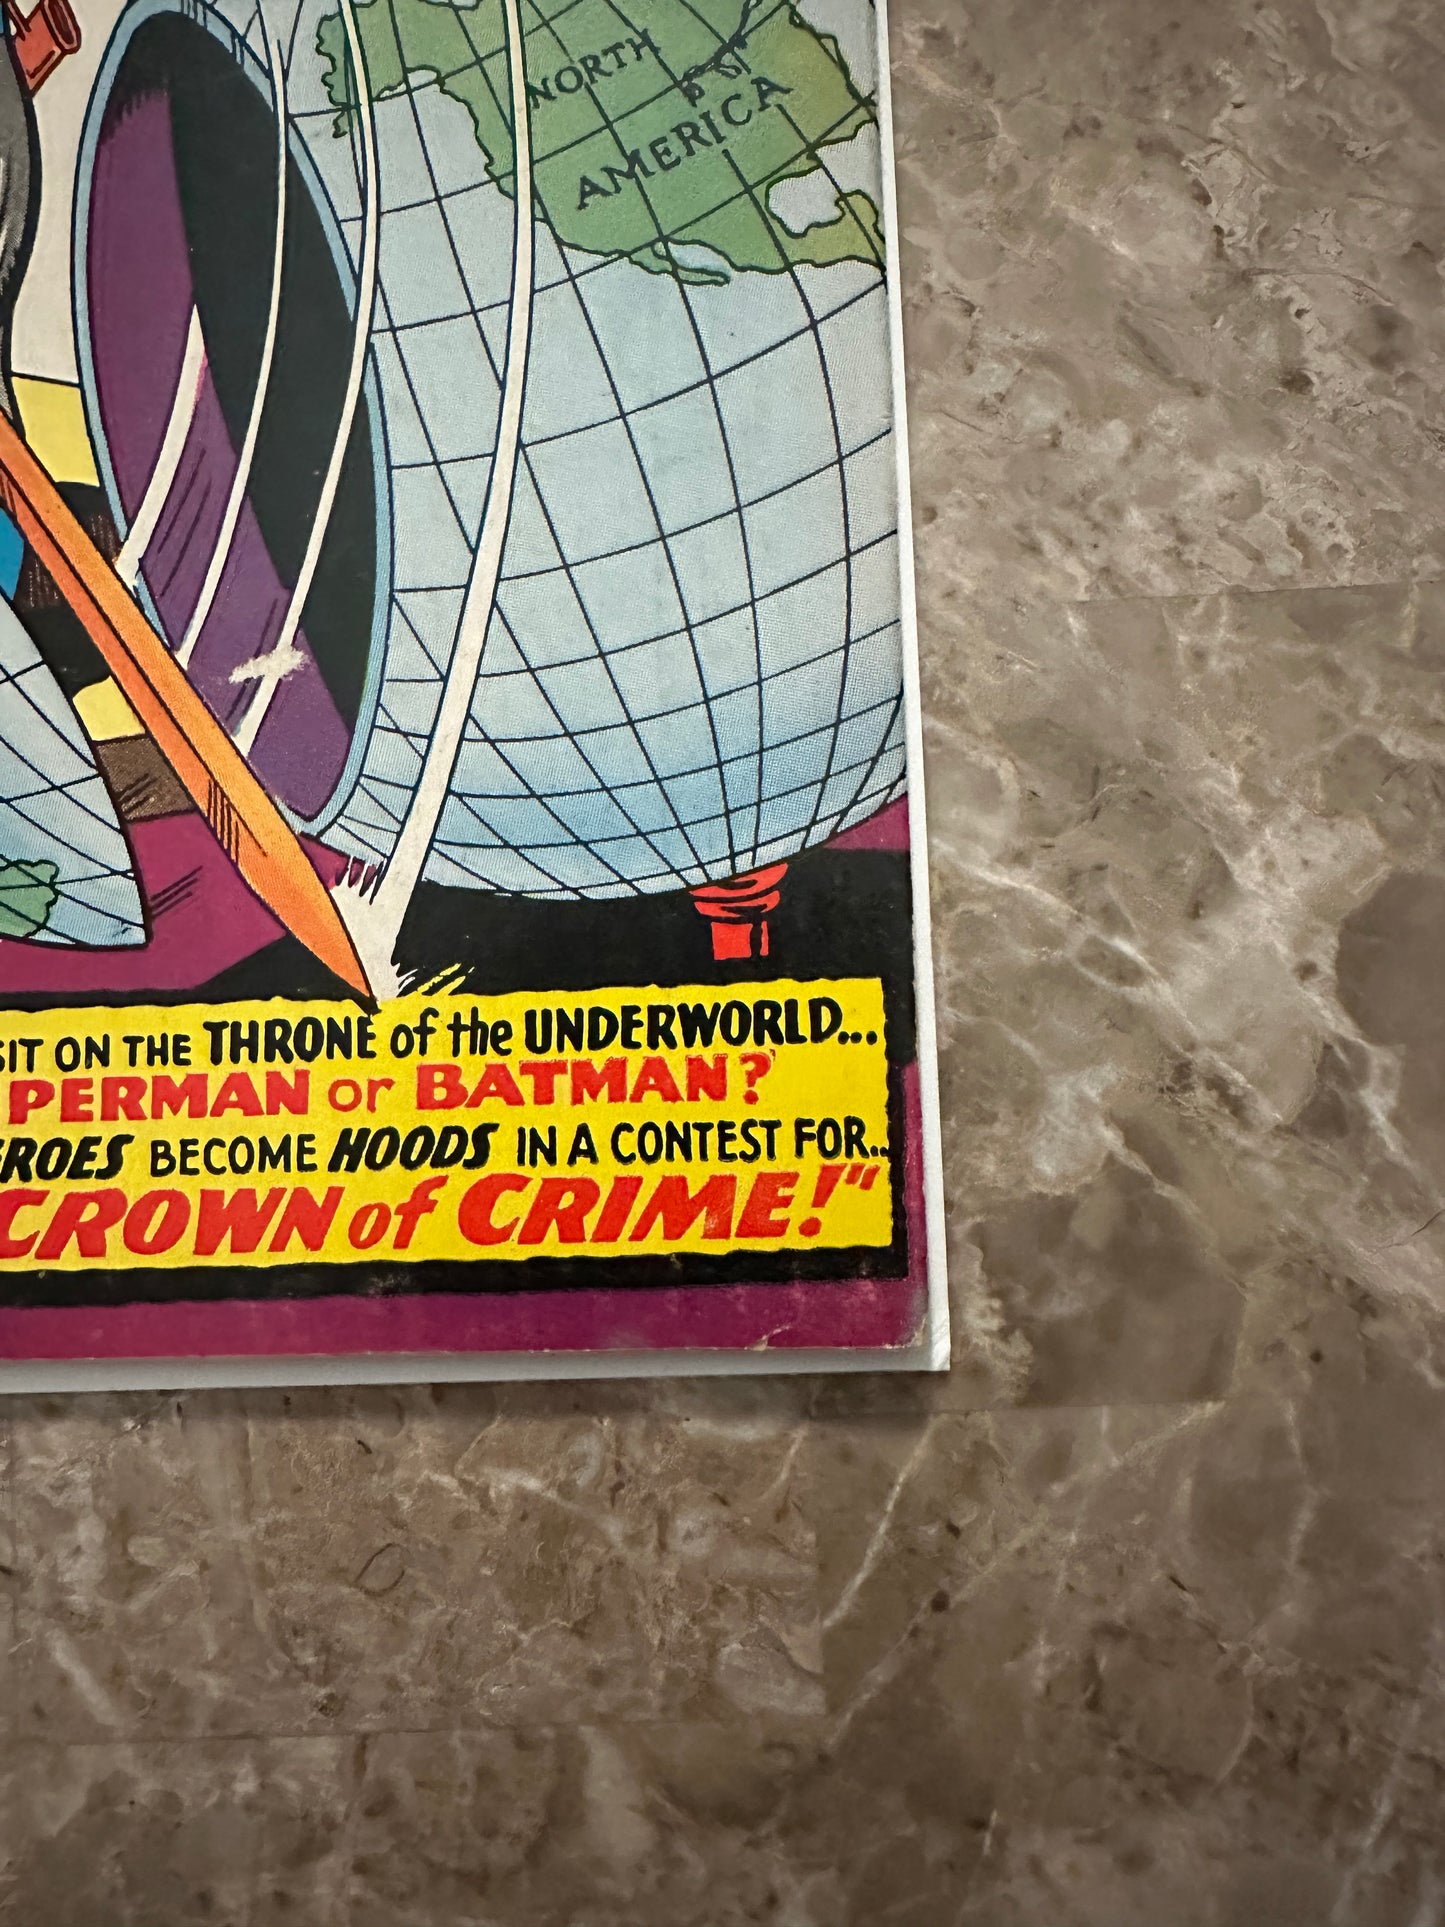 NORTH
AMERICA
SIT ON THE THRONE of the UNDERWORLD...
PERMAN or BATMAN?
EROES BECOME HOODS IN A CONTEST FOR..
CROWN of CRIME!"